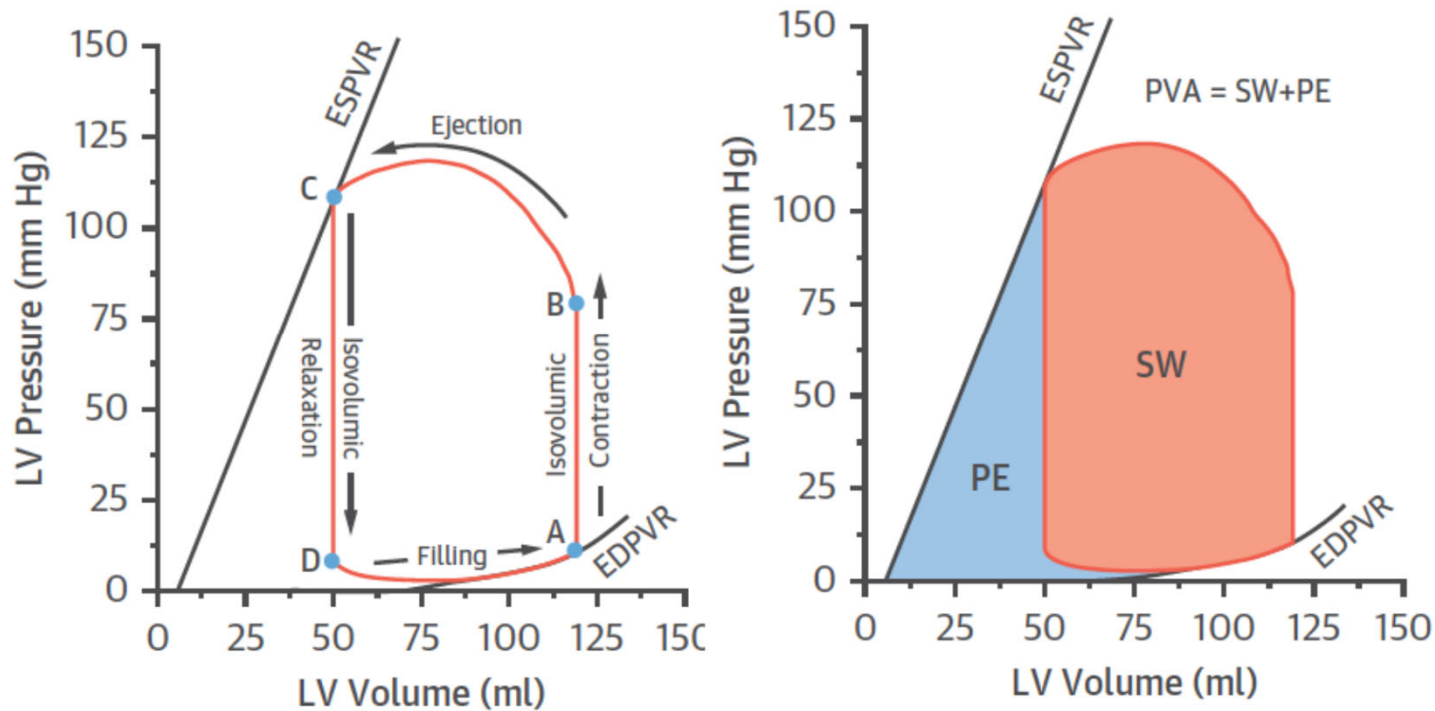 LV Pressure (mm Hg)
150
125
100
75
50
25
0
ESPVR
Ejection
C
B
Isovolumic
Relaxation
Isovolumic
Contraction
D
Filling
A
EDPVR
0 25 50 75 100 125 150
LV Volume (ml)
LV Pressure (mm Hg)
150
125
100
75
50
25
0
ESPVR
PVA = SW+PE
SW
PE
EDPVR
0 25 50 75 100 125 150
LV Volume (ml)